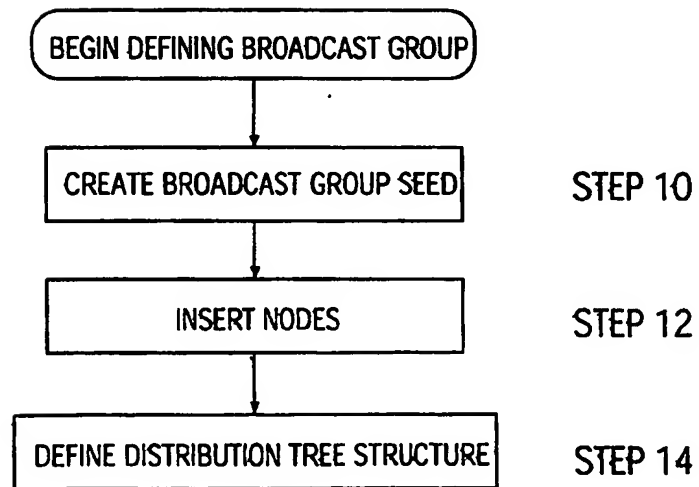 BEGIN DEFINING BROADCAST GROUP
CREATE BROADCAST GROUP SEED STEP 10
INSERT NODES STEP 12
DEFINE DISTRIBUTION TREE STRUCTURE STEP 14